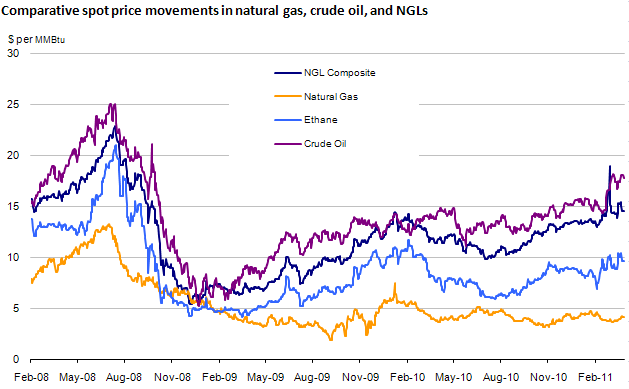 Comparative spot price movements in natural gas, crude oil, and NGLs
$ per MMBtu
30
25
20
15
10
5
0
NGL Composite
Natural Gas
Ethane
Crude Oil
Feb-08 May-08 Aug-08 Nov-08 Feb-09 May-09 Aug-09 Nov-09 Feb-10 May-10 Aug-10 Nov-10 Feb-11